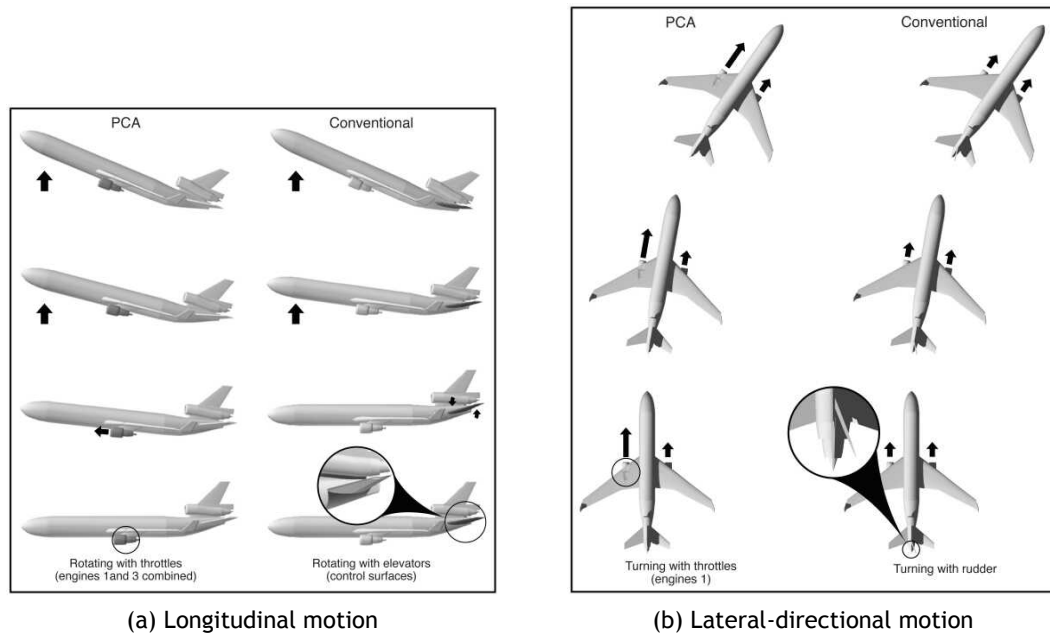 PCA
Conventional
Rotating with throttles
(engines 1and 3 combined)
Rotating with elevators
(control surfaces)
(a) Longitudinal motion
PCA
Conventional
Turning with throttles
(engines 1)
Turning with rudder
(b) Lateral-directional motion